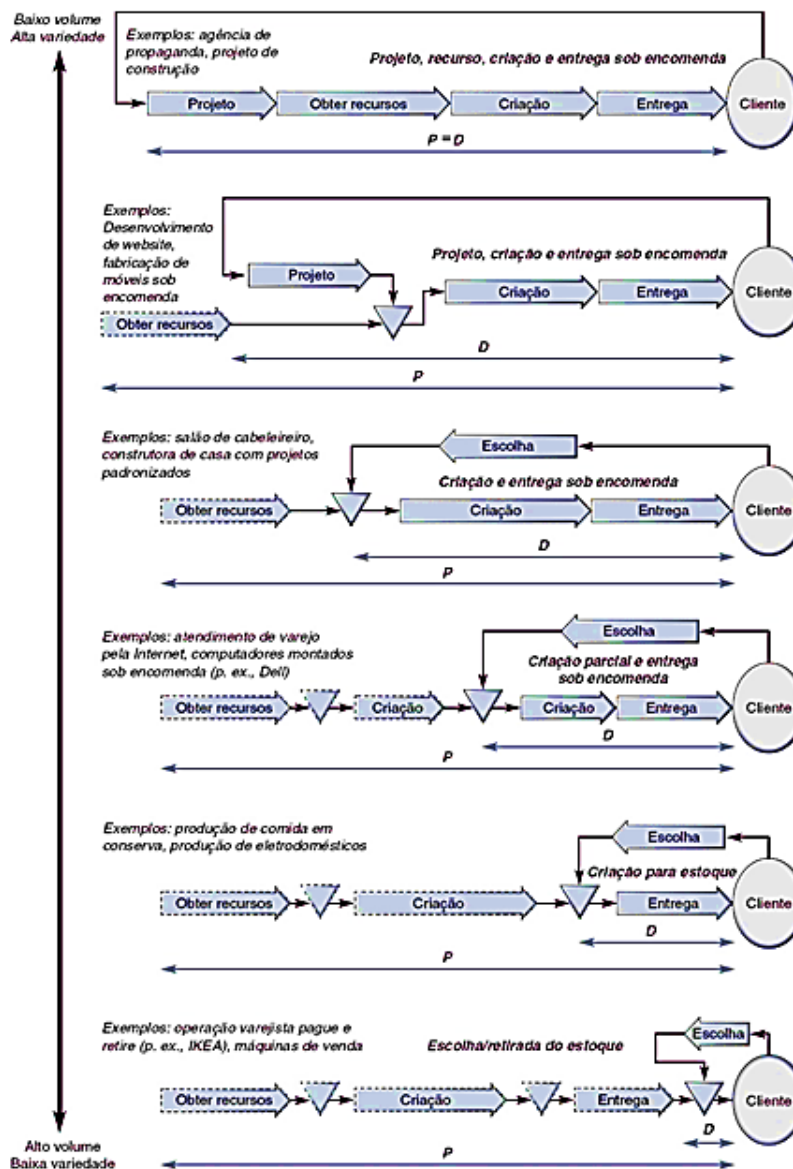 Baixo volume
Alta variedade
Exemplos: agência de
propaganda, projeto de
construção
Projeto, recurso, criação e entrega sob encomenda
Projeto
Obter recursos
Criação
Entrega
Cliente
P = D
Exemplos:
Desenvolvimento
de website,
fabricação de
móveis sob
encomenda
Projeto, criação e entrega sob encomenda
Projeto
Criação
Entrega
Cliente
Obter recursos
D
P
Exemplos: salão de cabeleireiro,
construtora de casa com projetos
padronizados
Escolha
Criação e entrega sob encomenda
Obter recursos
Criação
Entrega
Cliente
D
P
Exemplos: atendimento de varejo
pela Internet, computadores montados
sob encomenda (p. ex., Dell)
Escolha
Criação parcial e entrega
sob encomenda
Obter recursos
Criação
Criação
Entrega
Cliente
D
P
Exemplos: produção de comida em
conserva, produção de eletrodomésticos
Escolha
Criação para estoque
Obter recursos
Criação
Entrega
Cliente
D
P
Exemplos: operação varejista pague e
retire (p. ex., IKEA), máquinas de venda
Escolha/retirada do estoque
Escolha
Obter recursos
Criação
Entrega
Cliente
D
P
Alto volume
Baixa variedade